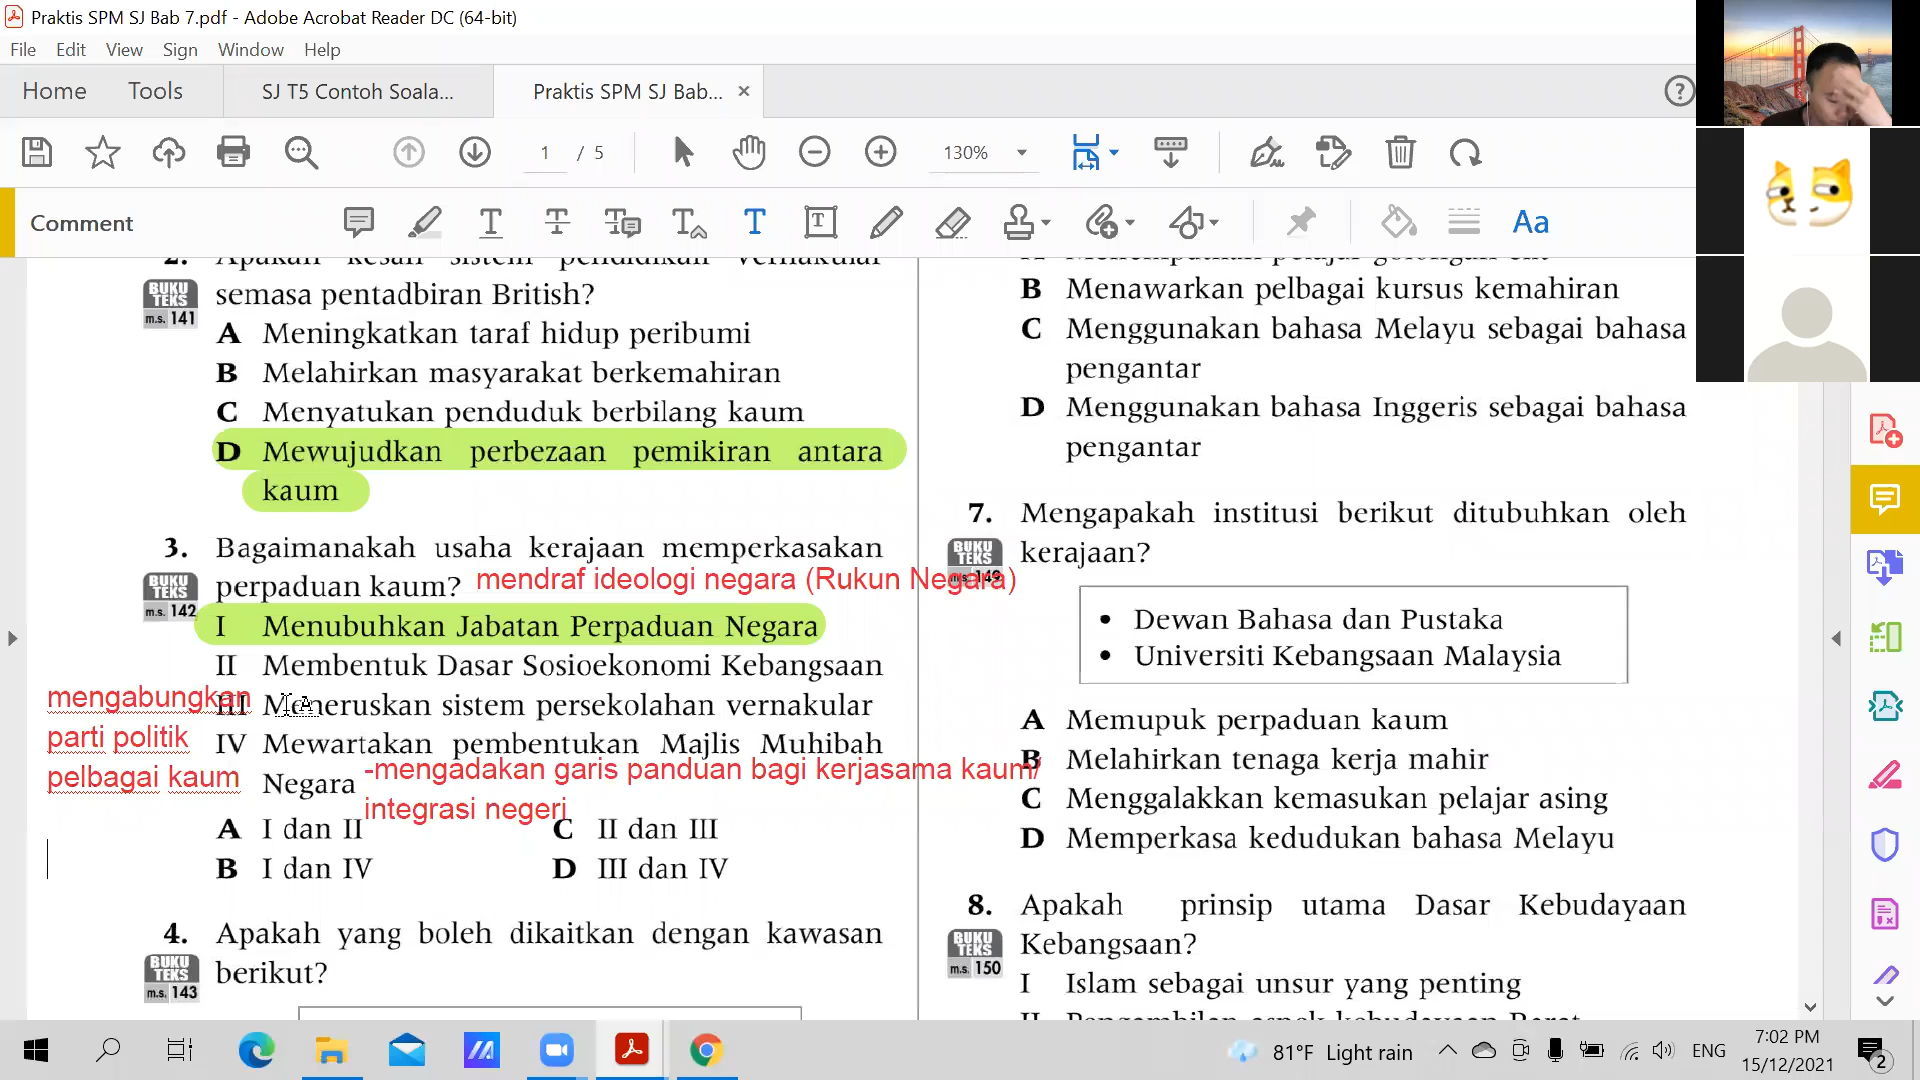 Praktis SPM SJ Bab 7.pdf - Adobe Acrobat Reader DC (64-bit)
File Edit View Sign Window Help
Home Tools SJ T5 Contoh Soala... Praktis SPM SJ Bab... ×
1 / 5 130%
Comment
2. Apakah kesan sistem pendidikan vernakular
semasa pentadbiran British?
BUKU TEKS m.s. 141
A Meningkatkan taraf hidup peribumi
B Melahirkan masyarakat berkemahiran
C Menyatukan penduduk berbilang kaum
D Mewujudkan perbezaan pemikiran antara
kaum
3. Bagaimanakah usaha kerajaan memperkasakan
perpaduan kaum?
mendraf ideologi negara (Rukun Negara)
BUKU TEKS m.s. 142
I Menubuhkan Jabatan Perpaduan Negara
II Membentuk Dasar Sosioekonomi Kebangsaan
III Meneruskan sistem persekolahan vernakular
IV Mewartakan pembentukan Majlis Muhibah
Negara
mengabungkan
parti politik
pelbagai kaum
-mengadakan garis panduan bagi kerjasama kaum/
integrasi negeri
A I dan II C II dan III
B I dan IV D III dan IV
4. Apakah yang boleh dikaitkan dengan kawasan
berikut?
BUKU TEKS m.s. 143
B Menawarkan pelbagai kursus kemahiran
C Menggunakan bahasa Melayu sebagai bahasa
pengantar
D Menggunakan bahasa Inggeris sebagai bahasa
pengantar
7. Mengapakah institusi berikut ditubuhkan oleh
kerajaan?
BUKU TEKS m.s. 149
• Dewan Bahasa dan Pustaka
• Universiti Kebangsaan Malaysia
A Memupuk perpaduan kaum
B Melahirkan tenaga kerja mahir
C Menggalakkan kemasukan pelajar asing
D Memperkasa kedudukan bahasa Melayu
8. Apakah prinsip utama Dasar Kebudayaan
Kebangsaan?
BUKU TEKS m.s. 150
I Islam sebagai unsur yang penting
81°F Light rain ENG 7:02 PM
15/12/2021 2